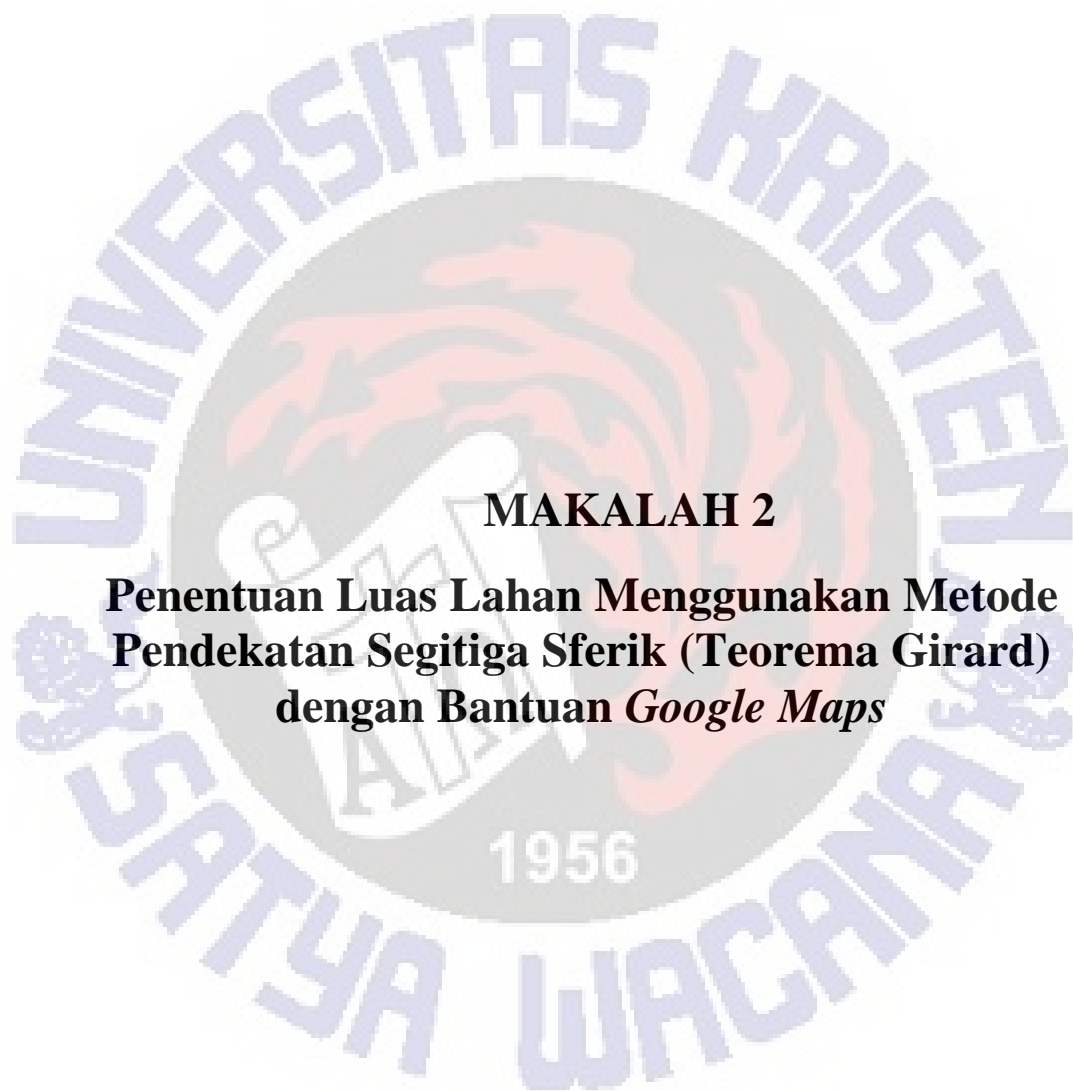 UNIVERSITAS KRISTEN
MAKALAH 2
Penentuan Luas Lahan Menggunakan Metode
Pendekatan Segitiga Sferik (Teorema Girard)
dengan Bantuan Google Maps
1956
SATYA WACANA